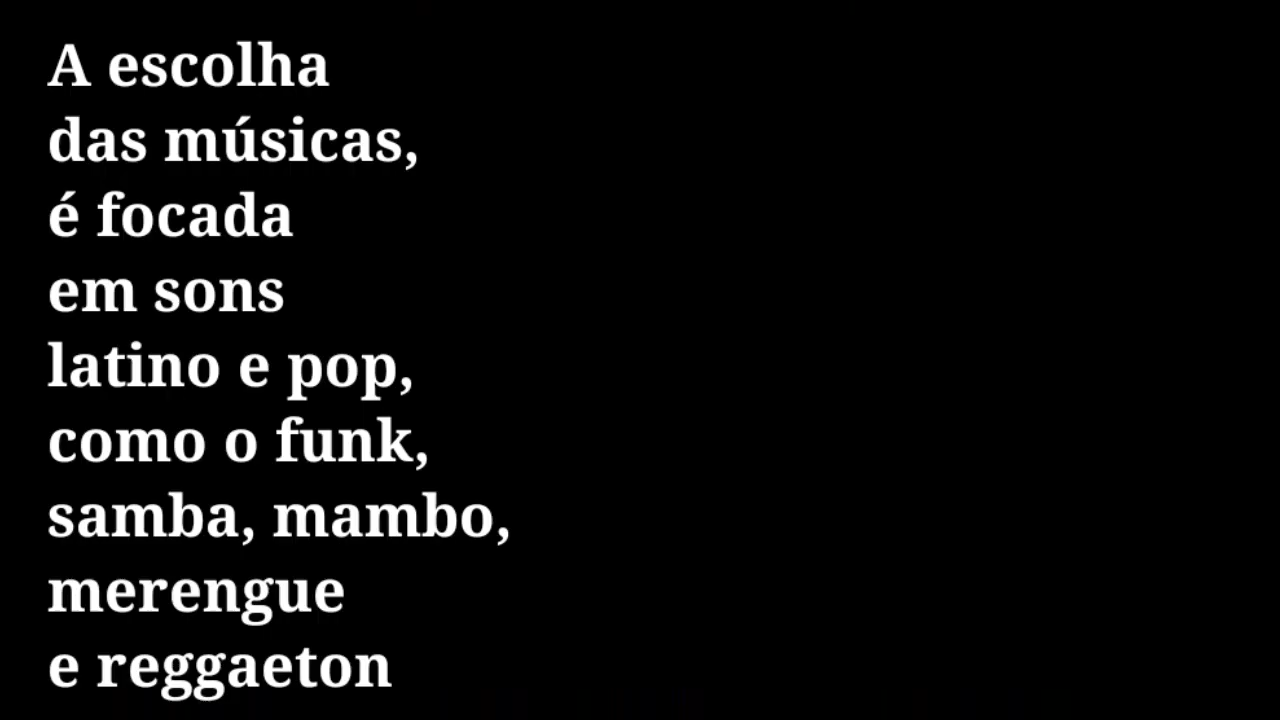 A escolha
das músicas,
é focada
em sons
latino e pop,
como o funk,
samba, mambo,
merengue
e reggaeton